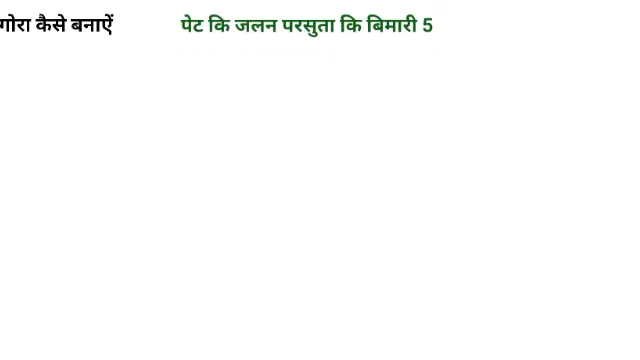 गोरा कैसे बनाऐं पेट कि जलन परसुता कि बिमारी 5